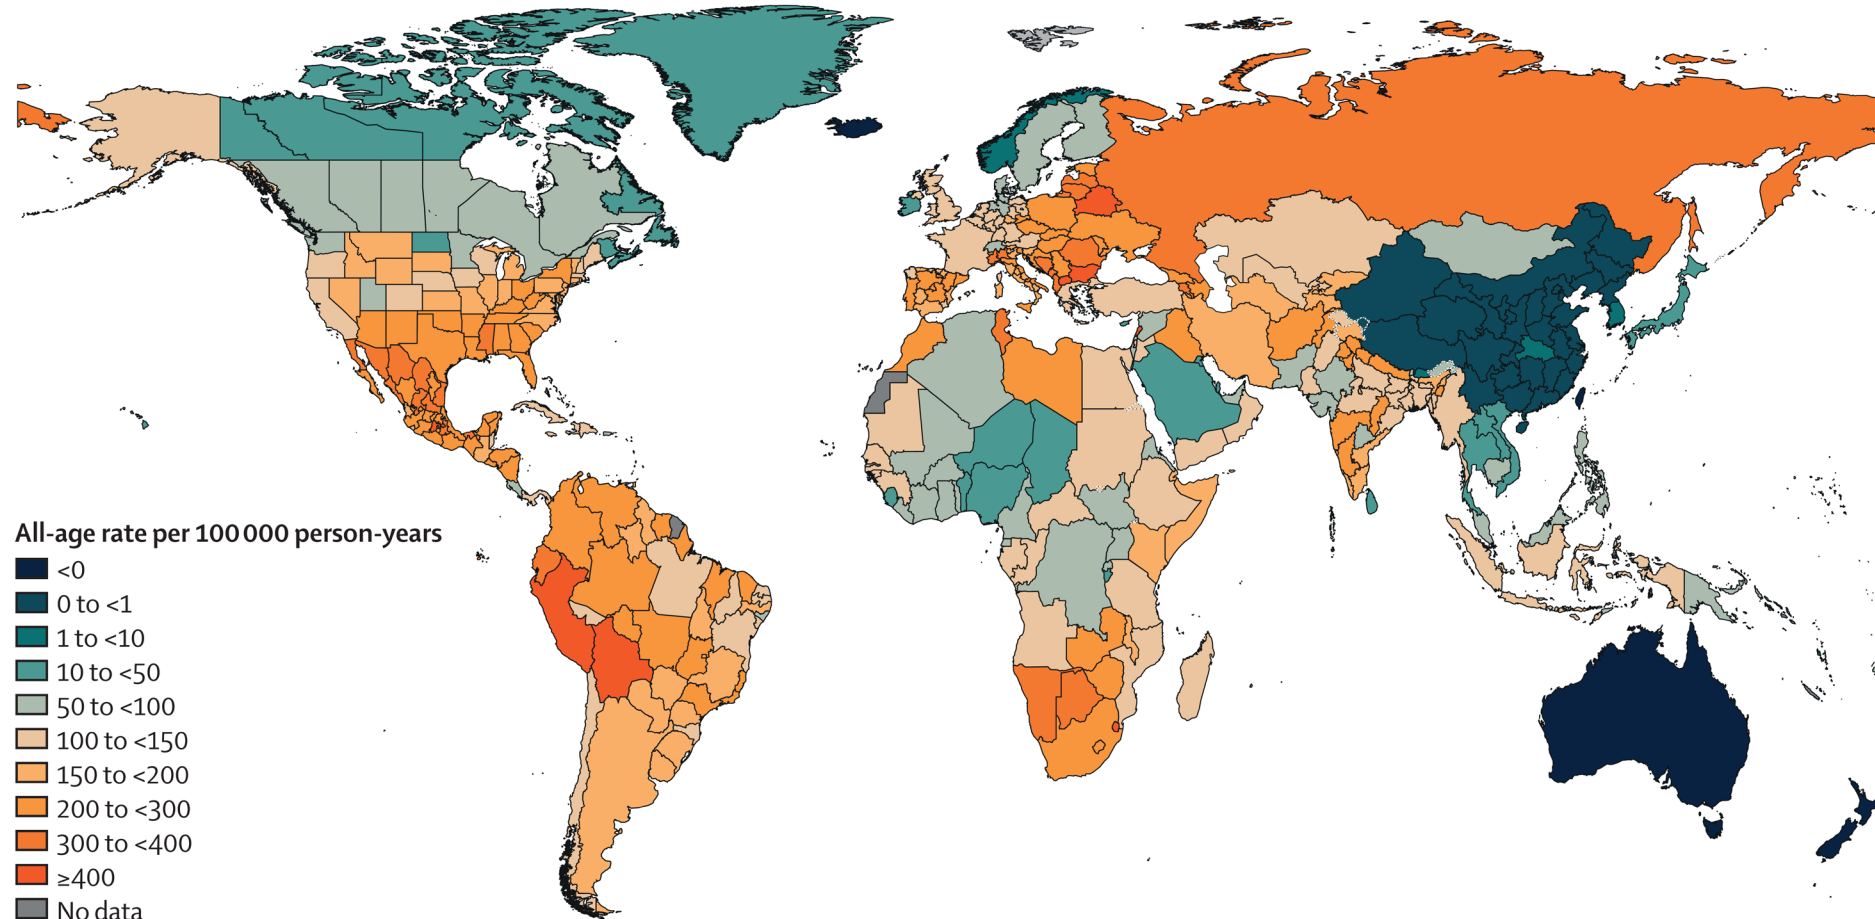 All-age rate per 100 000 person-years
<0
0 to <1
1 to <10
10 to <50
50 to <100
100 to <150
150 to <200
200 to <300
300 to <400
≥400
No data